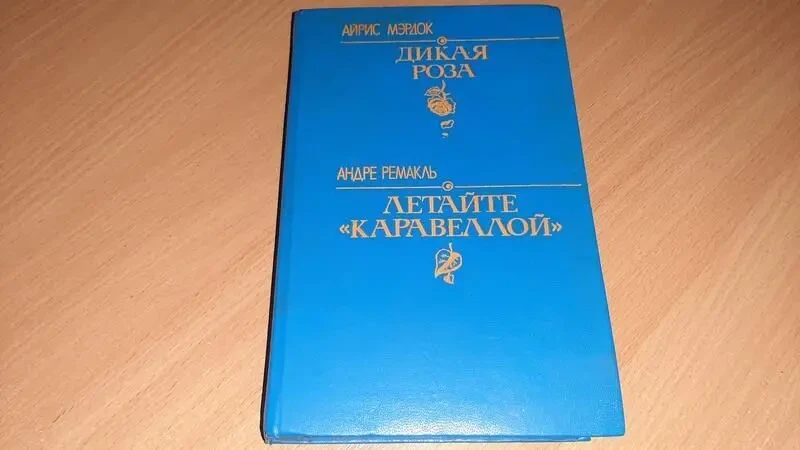 АЙРИС МЭРДОК
ДИКАЯ
РОЗА
АНДРЕ РЕМАКЛЬ
ЛЕТАЙТЕ
«КАРАВЕЛЛОЙ»